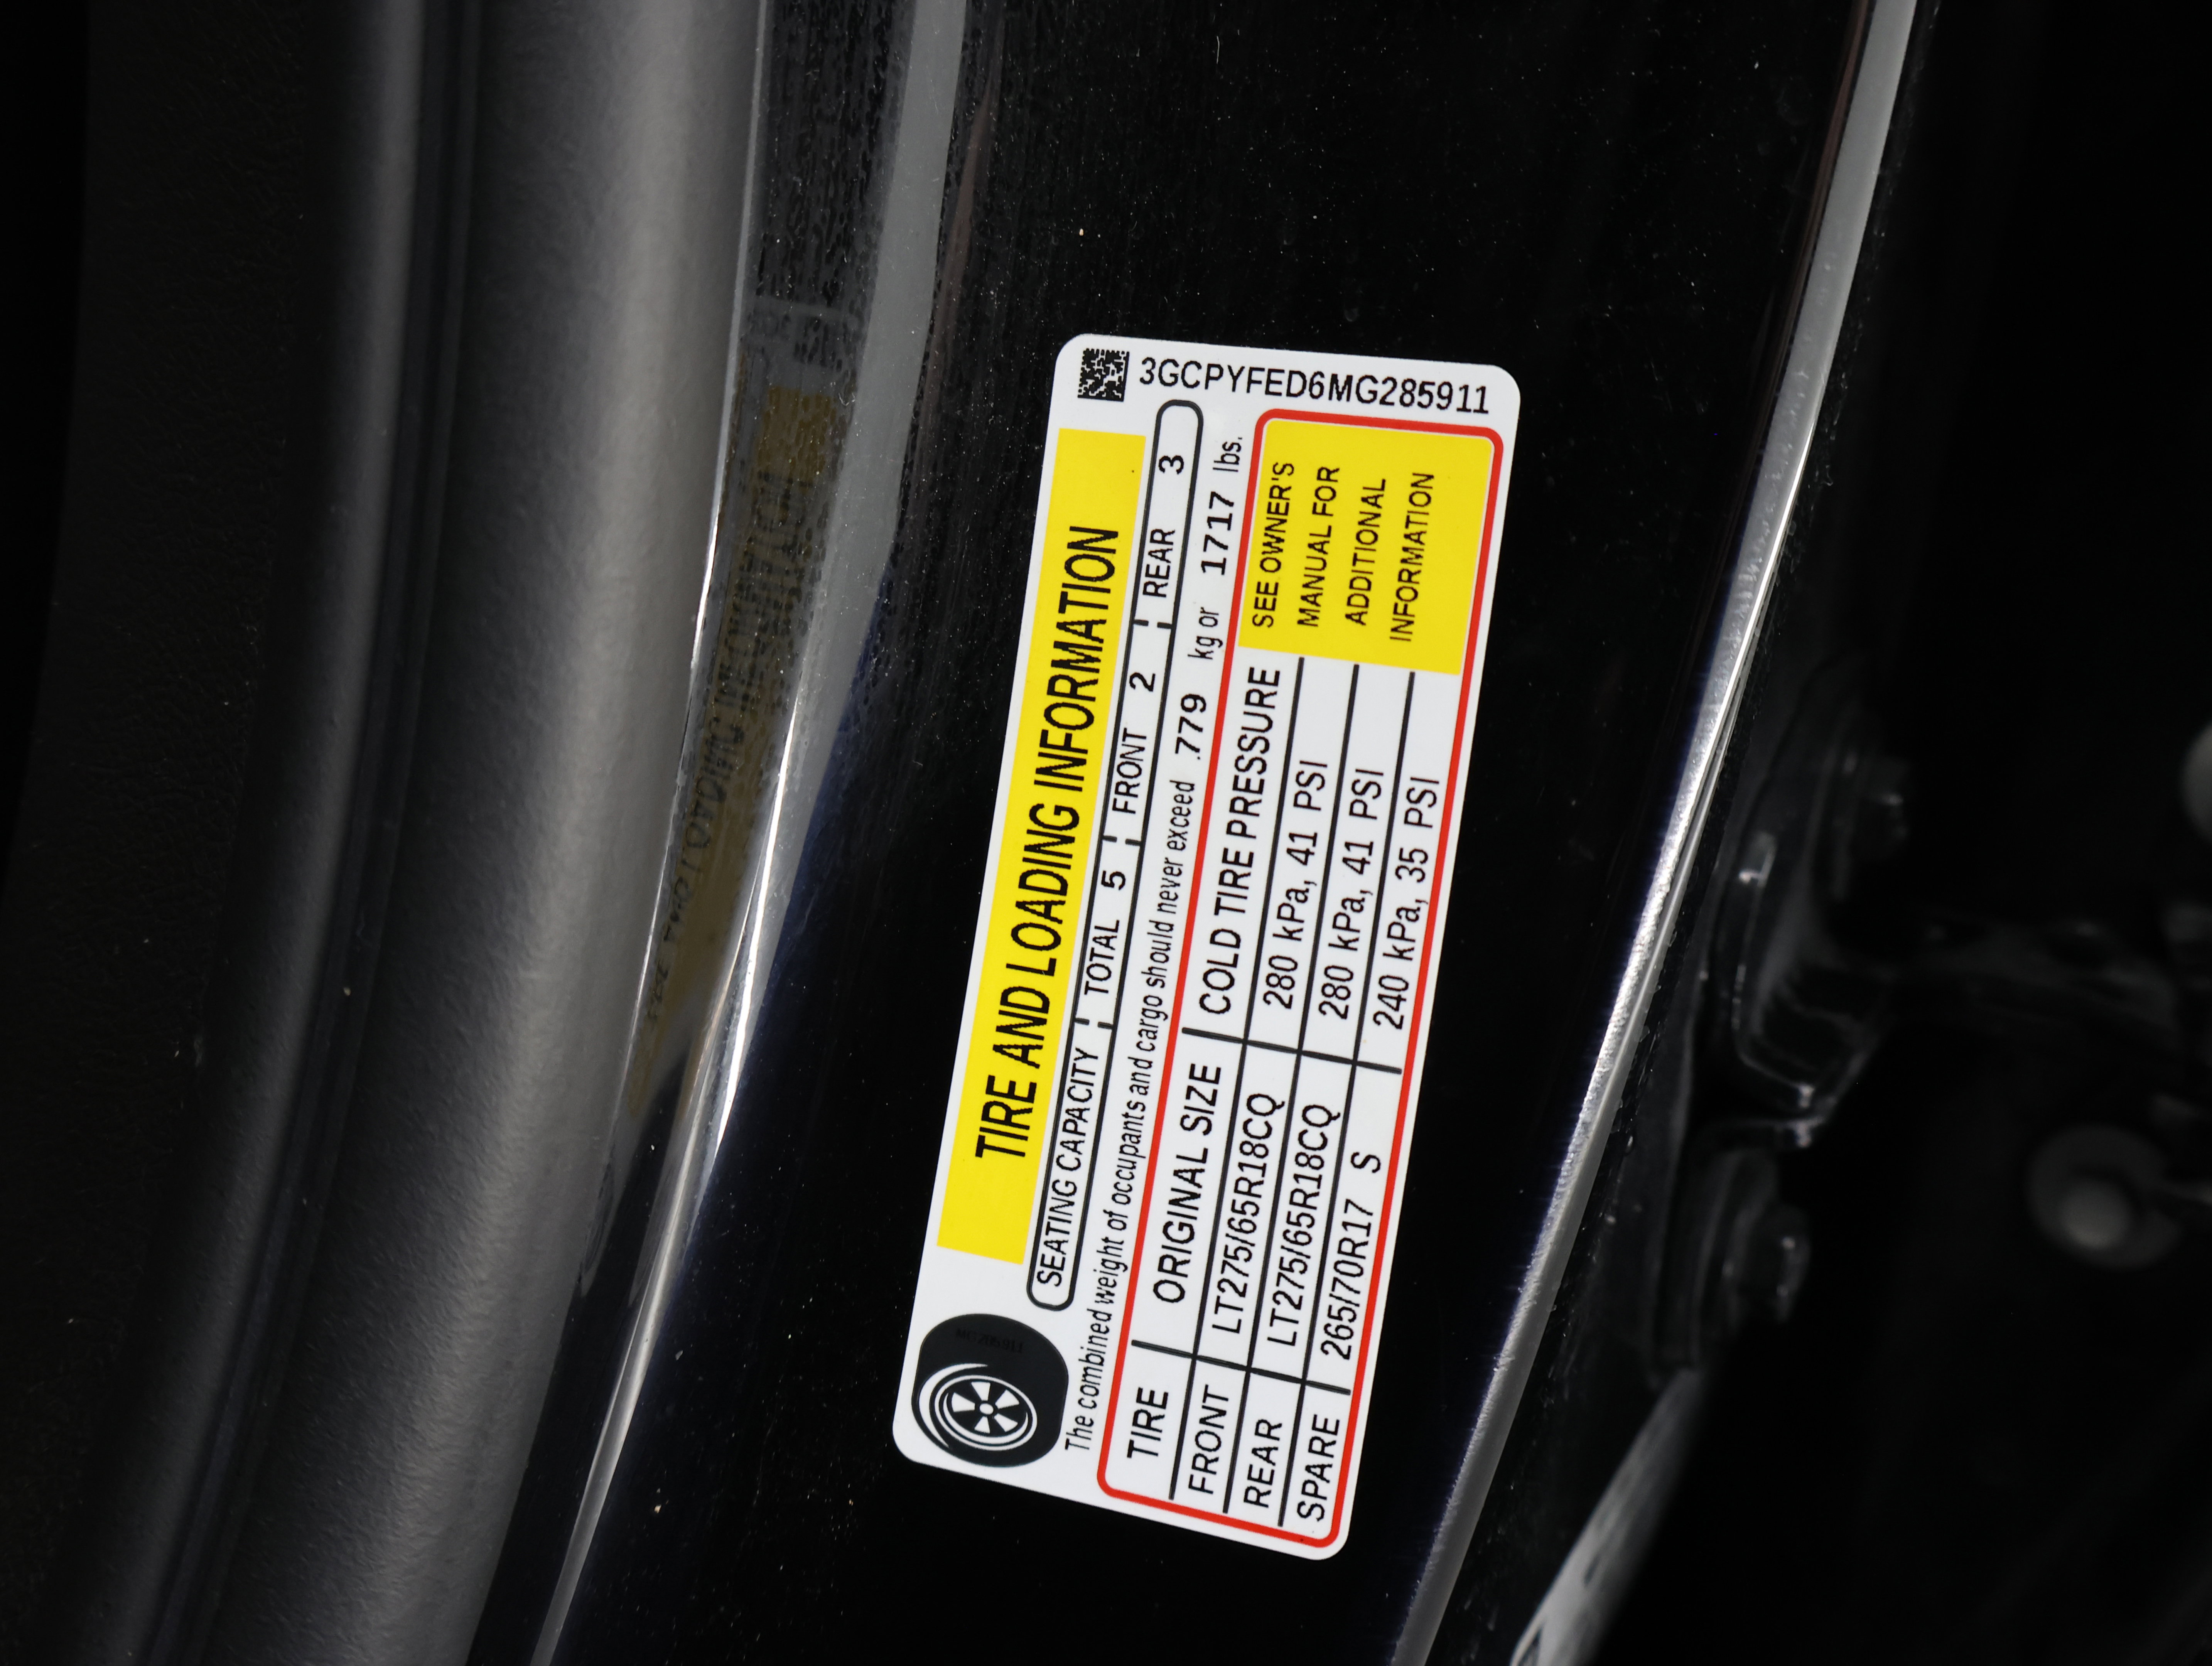 3GCPYFED6MG285911
TIRE AND LOADING INFORMATION
SEATING CAPACITY TOTAL 5 FRONT 2 REAR 3
The combined weight of occupants and cargo should never exceed .779 kg or 1717 lbs.
TIRE ORIGINAL SIZE COLD TIRE PRESSURE
FRONT LT275/65R18CQ 280 kPa, 41 PSI
REAR LT275/65R18CQ 280 kPa, 41 PSI
SPARE 265/70R17 S 240 kPa, 35 PSI
SEE OWNER'S
MANUAL FOR
ADDITIONAL
INFORMATION